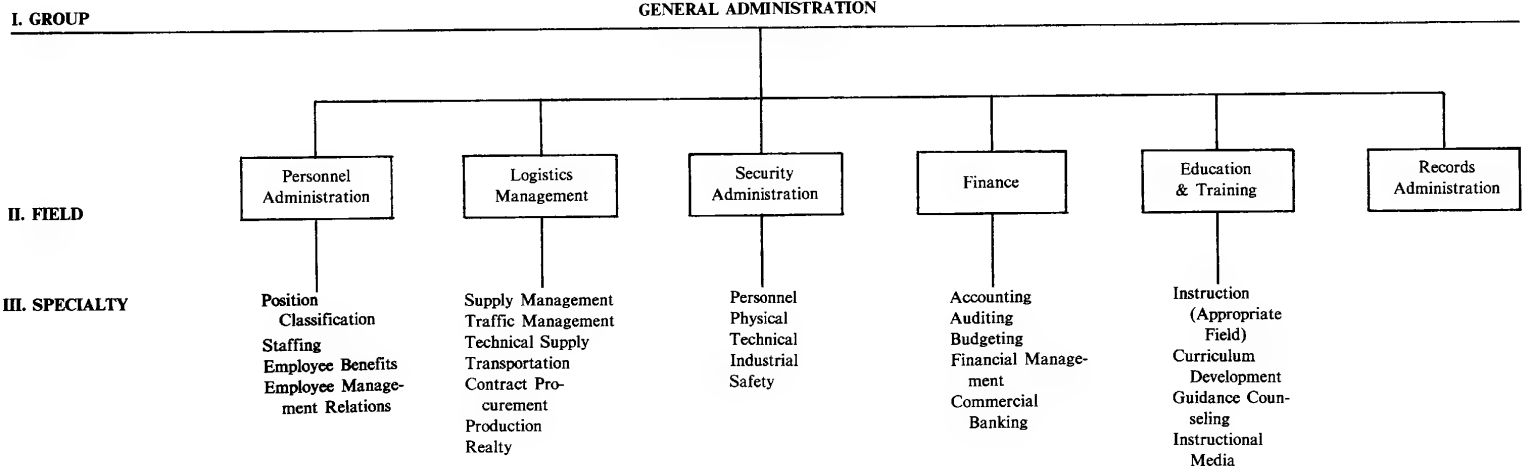 I. GROUP
GENERAL ADMINISTRATION
Personnel
Administration
Logistics
Management
Security
Administration
Finance
Education
& Training
Records
Administration
II. FIELD
III. SPECIALTY
Position
Classification
Staffing
Employee Benefits
Employee Manage-
ment Relations
Supply Management
Traffic Management
Technical Supply
Transportation
Contract Pro-
curement
Production
Realty
Personnel
Physical
Technical
Industrial
Safety
Accounting
Auditing
Budgeting
Financial Manage-
ment
Commercial
Banking
Instruction
(Appropriate
Field)
Curriculum
Development
Guidance Coun-
seling
Instructional
Media